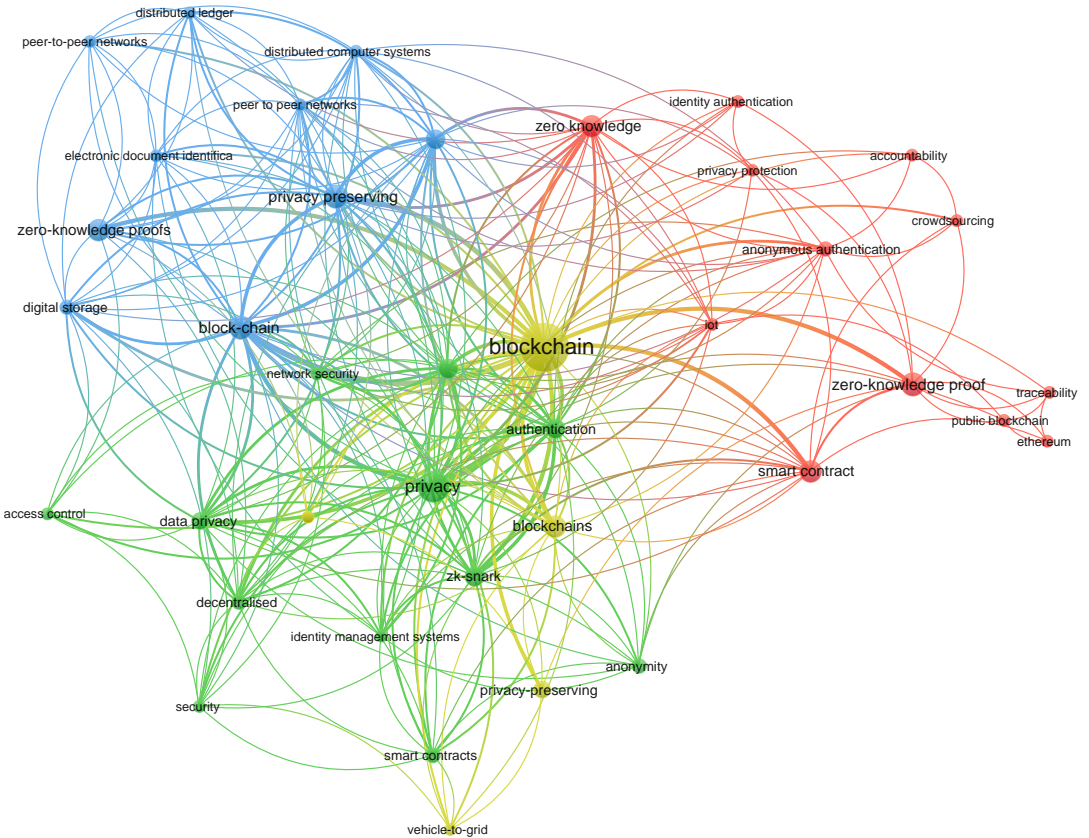 distributed ledger
peer-to-peer networks
distributed computer systems
identity authentication
peer to peer networks
zero knowledge
electronic document identifica
accountability
privacy protection
privacy preserving
crowdsourcing
zero-knowledge proofs
anonymous authentication
digital storage
block-chain
iot
blockchain
network security
zero-knowledge proof
traceability
public blockchain
authentication
ethereum
smart contract
privacy
access control
data privacy
blockchains
zk-snark
decentralised
identity management systems
anonymity
privacy-preserving
security
smart contracts
vehicle-to-grid